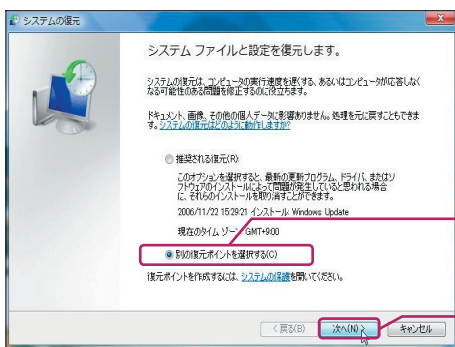 システムの復元
システム ファイルと設定を復元します。
システムの復元は、コンピュータの実行速度を遅くする、あるいはコンピュータが応答しなく
なる可能性のある問題を修正するのに役立ちます。
ドキュメント、画像、その他の個人データに影響ありません。処理を元に戻すこともできま
す。システムの復元はどのように動作しますか?
推奨される復元(R):
このオプションを選択すると、最新の更新プログラム、ドライバ、またはソ
フトウェアのインストールによって問題が発生していると思われる場合
に、それらのインストールを取り消すことができます。
2006/11/22 15:29:21 インストール: Windows Update
現在のタイム ゾーン: GMT+9:00
別の復元ポイントを選択する(C)
復元ポイントを作成するには、システムの保護を開いてください。
< 戻る(B)
次へ(N) >
キャンセル